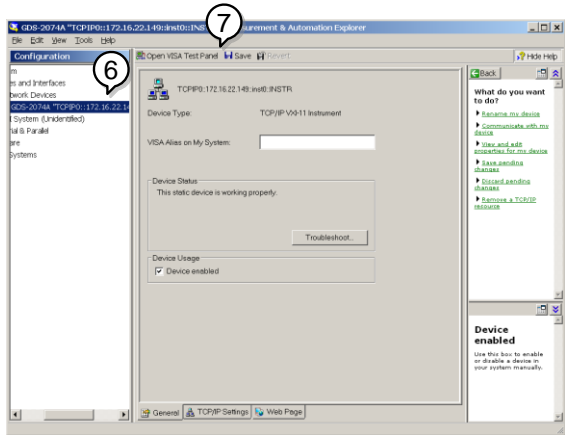 GDS-2074A "TCPIP0::172.16.22.149::inst0::INS urement & Automation Explorer
7
File Edit View Tools Help
Configuration
6
Open VISA Test Panel Save Revert
Hide Help
m
es and Interfaces
twork Devices
GDS-2074A "TCPIP0::172.16.22.14
t System (Unidentified)
rial & Parallel
are
Systems
TCPIP0::172.16.22.149::inst0::INSTR
Device Type: TCP/IP VXI-11 Instrument
VISA Alias on My System:
Device Status
This static device is working properly.
Troubleshoot...
Device Usage
Device enabled
General TCP/IP Settings Web Page
Back
What do you want
to do?
Rename my device
Communicate with my
device
View and edit
properties for my device
Save pending
changes
Discard pending
changes
Remove a TCP/IP
resource
Device
enabled
Use this box to enable
or disable a device in
your system manually.